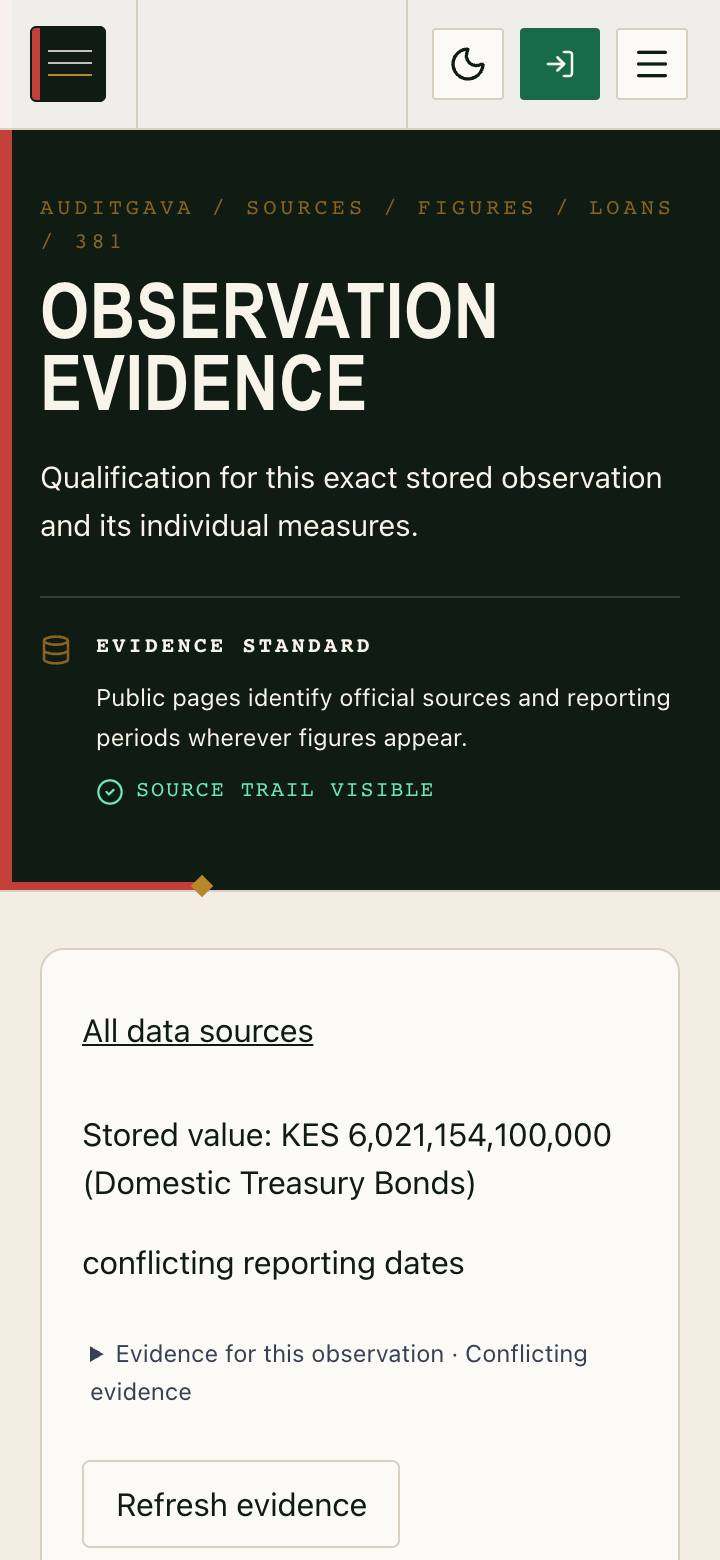 AUDITGAVA / SOURCES / FIGURES / LOANS
/ 381
OBSERVATION
EVIDENCE
Qualification for this exact stored observation
and its individual measures.
EVIDENCE STANDARD
Public pages identify official sources and reporting
periods wherever figures appear.
SOURCE TRAIL VISIBLE
All data sources
Stored value: KES 6,021,154,100,000
(Domestic Treasury Bonds)
conflicting reporting dates
Evidence for this observation · Conflicting
evidence
Refresh evidence